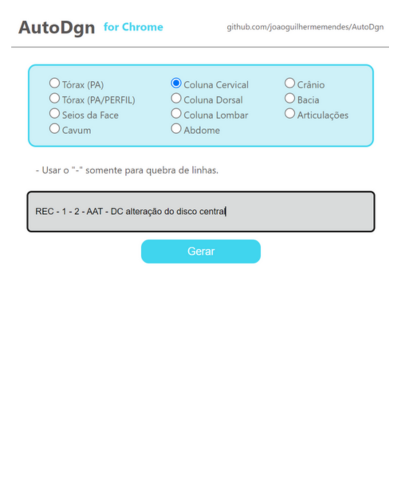 AutoDgn for Chrome github.com/joaoguilhermemendes/AutoDgn
Tórax (PA) Coluna Cervical Crânio
Tórax (PA/PERFIL) Coluna Dorsal Bacia
Seios da Face Coluna Lombar Articulações
Cavum Abdome
- Usar o "-" somente para quebra de linhas.
REC - 1 - 2 - AAT - DC alteração do disco central
Gerar